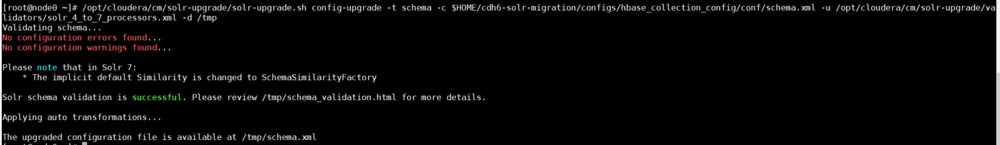 [root@node0 ~]# /opt/cloudera/cm/solr-upgrade/solr-upgrade.sh config-upgrade -t schema -c $HOME/cdh6-solr-migration/configs/hbase_collection_config/conf/schema.xml -u /opt/cloudera/cm/solr-upgrade/va
lidators/solr_4_to_7_processors.xml -d /tmp
Validating schema...
No configuration errors found...
No configuration warnings found...
Please note that in Solr 7:
* The implicit default Similarity is changed to SchemaSimilarityFactory
Solr schema validation is successful. Please review /tmp/schema_validation.html for more details.
Applying auto transformations...
The upgraded configuration file is available at /tmp/schema.xml